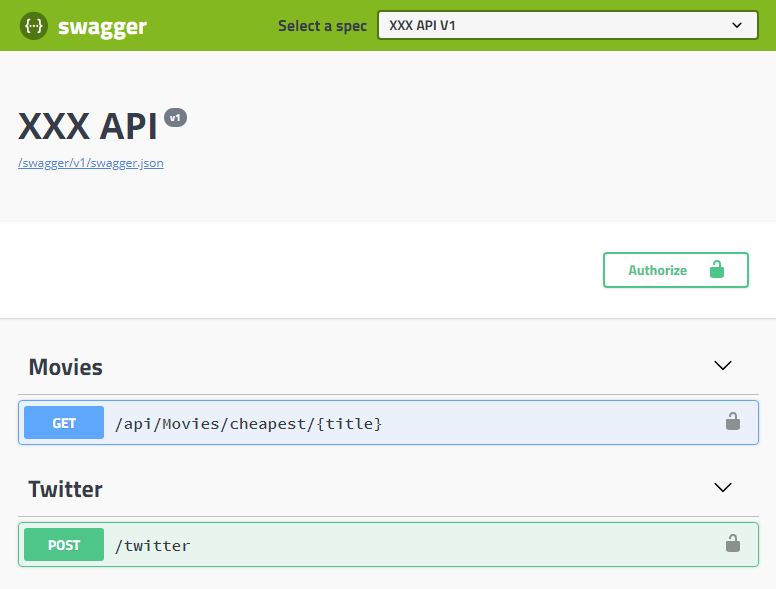 {··} swagger
Select a spec XXX API V1
XXX API v1
/swagger/v1/swagger.json
Authorize
Movies
GET /api/Movies/cheapest/{title}
Twitter
POST /twitter